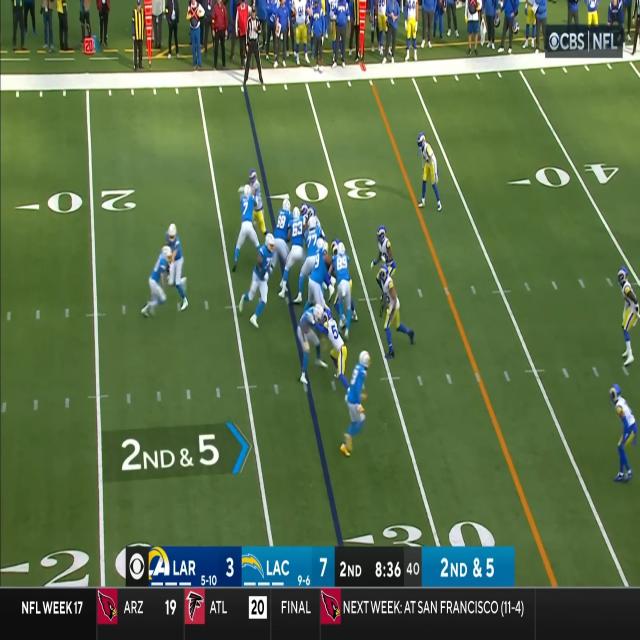 CBS NFL
20
30
40
2ND & 5
20
30
LAR 5-10 3 LAC 9-6 7 2ND 8:36 40 2ND & 5
NFL WEEK 17 ARZ 19 ATL 20 FINAL NEXT WEEK: AT SAN FRANCISCO (11-4)